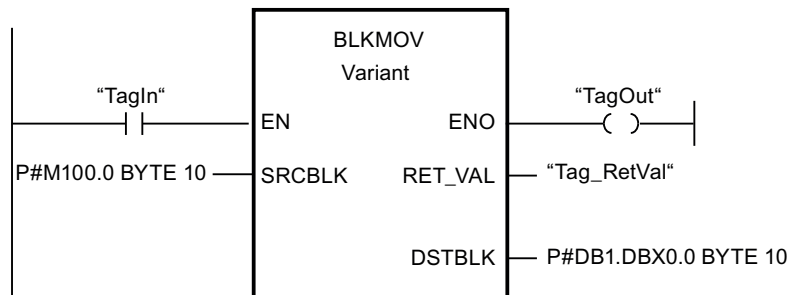 BLKMOV
Variant
“TagIn“
“TagOut“
EN
ENO
P#M100.0 BYTE 10
SRCBLK
RET_VAL
“Tag_RetVal“
DSTBLK
P#DB1.DBX0.0 BYTE 10